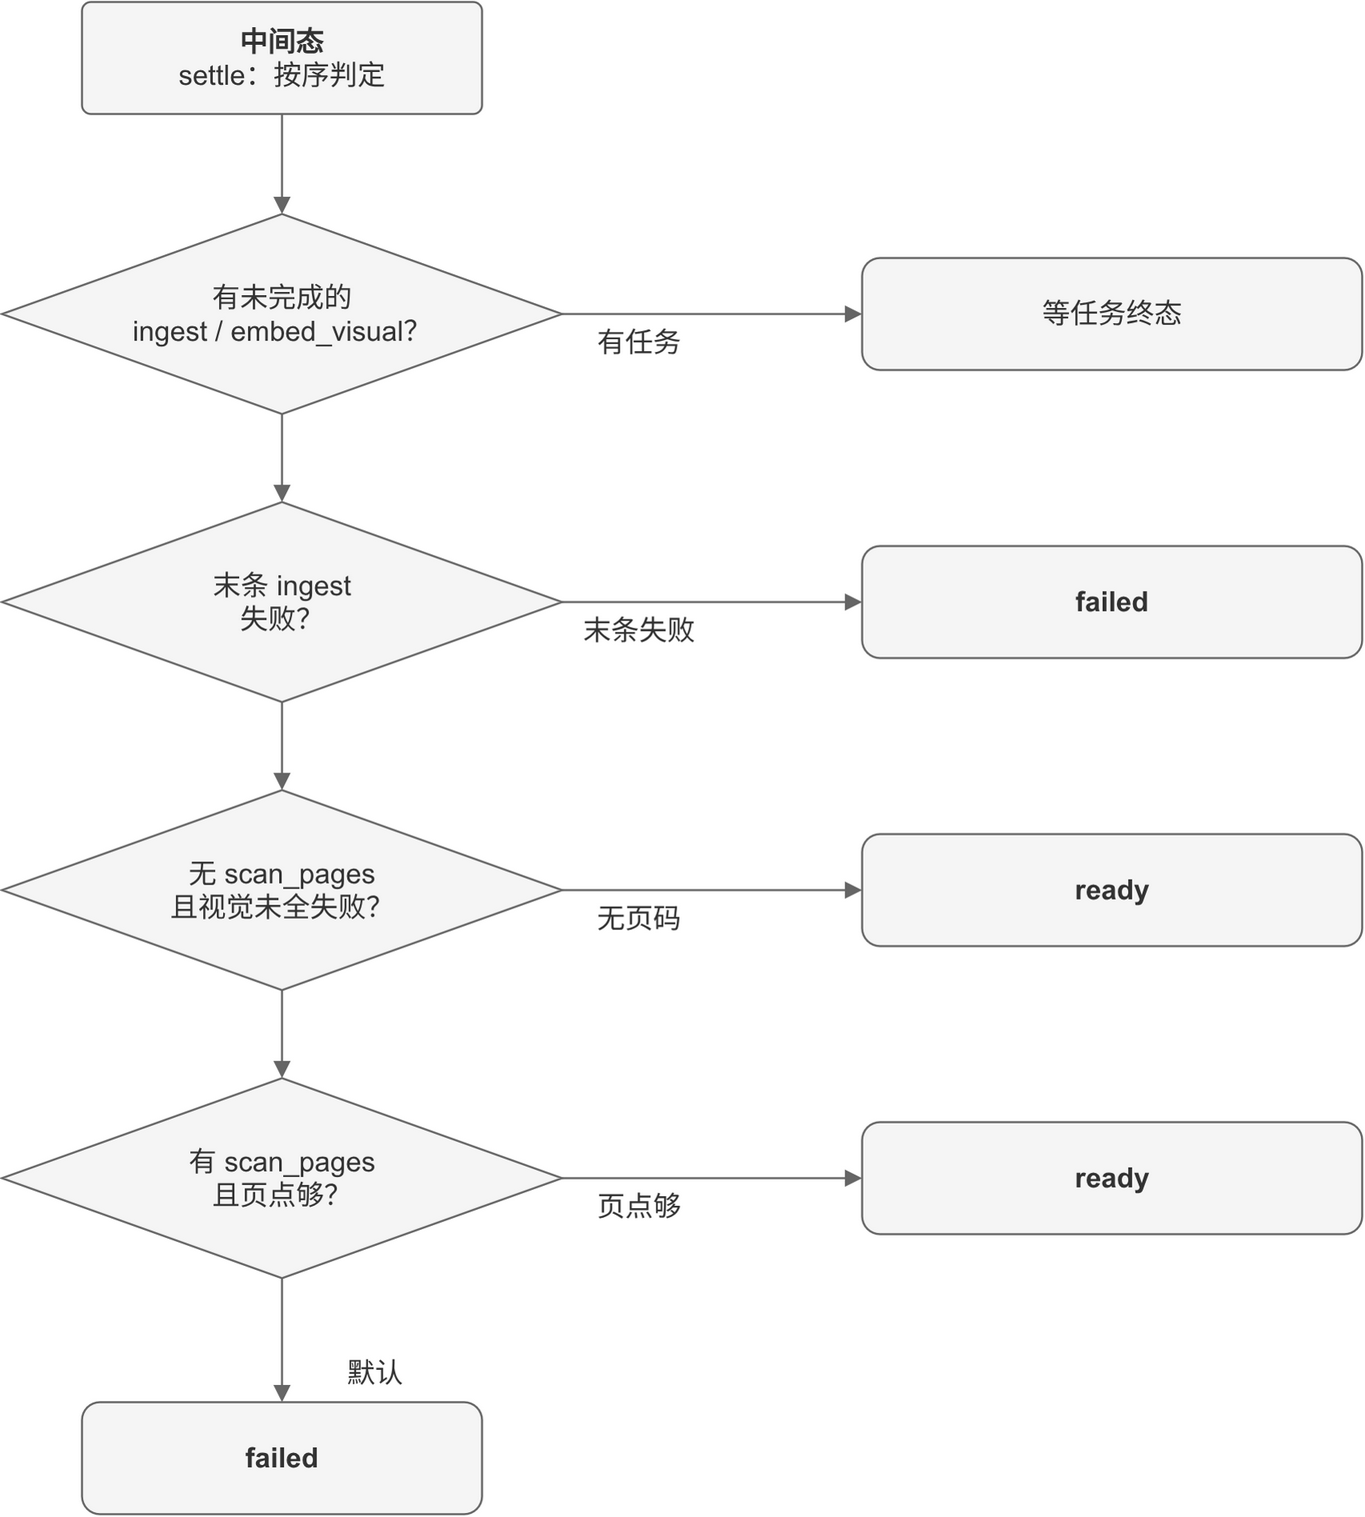 中间态
settle：按序判定
有未完成的
ingest / embed_visual？
有任务
等任务终态
末条 ingest
失败？
末条失败
failed
无 scan_pages
且视觉未全失败？
无页码
ready
有 scan_pages
且页点够？
页点够
ready
默认
failed